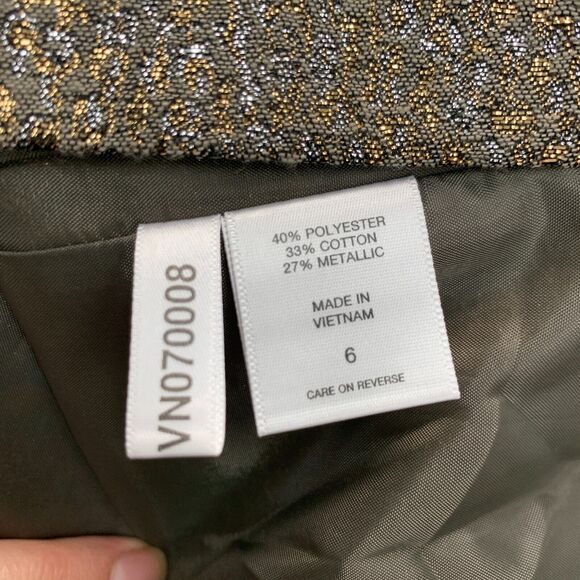 VN070008
40% POLYESTER
33% COTTON
27% METALLIC
MADE IN
VIETNAM
6
CARE ON REVERSE